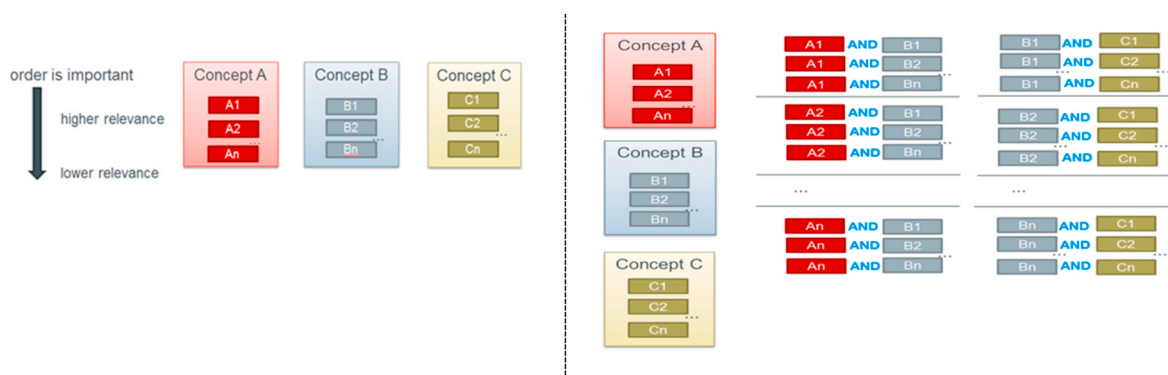 order is important
higher relevance
lower relevance
Concept A
A1
A2
...
An
Concept B
B1
B2
...
Bn
Concept C
C1
C2
...
Cn
Concept A
A1
A2
...
An
Concept B
B1
B2
...
Bn
Concept C
C1
C2
...
Cn
A1 AND B1
A1 AND B2
...
A1 AND Bn
A2 AND B1
A2 AND B2
...
A2 AND Bn
...
An AND B1
An AND B2
...
An AND Bn
B1 AND C1
B1 AND C2
... ...
B1 AND Cn
B2 AND C1
B2 AND C2
... ...
B2 AND Cn
...
Bn AND C1
Bn AND C2
... ...
Bn AND Cn